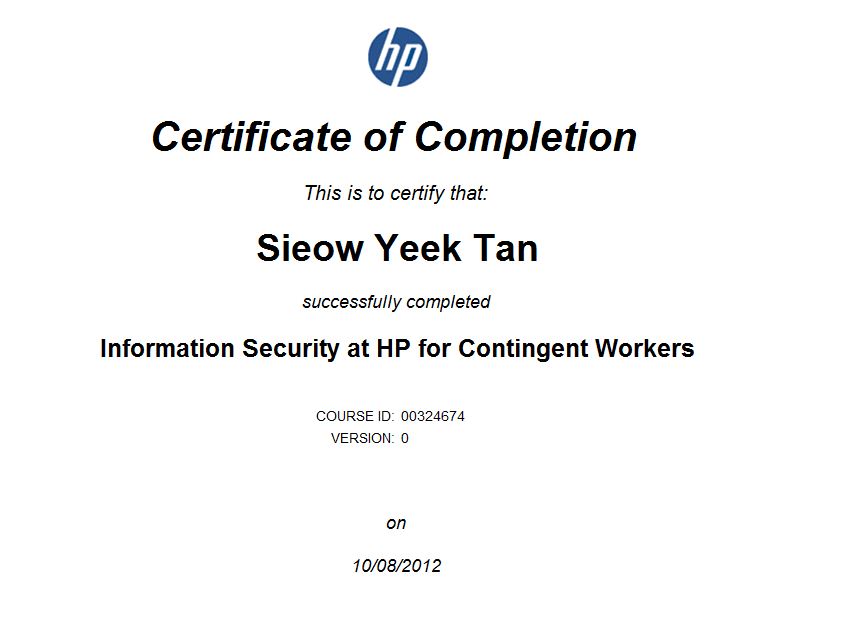 hp
Certificate of Completion
This is to certify that:
Sieow Yeek Tan
successfully completed
Information Security at HP for Contingent Workers
COURSE ID: 00324674
VERSION: 0
on
10/08/2012